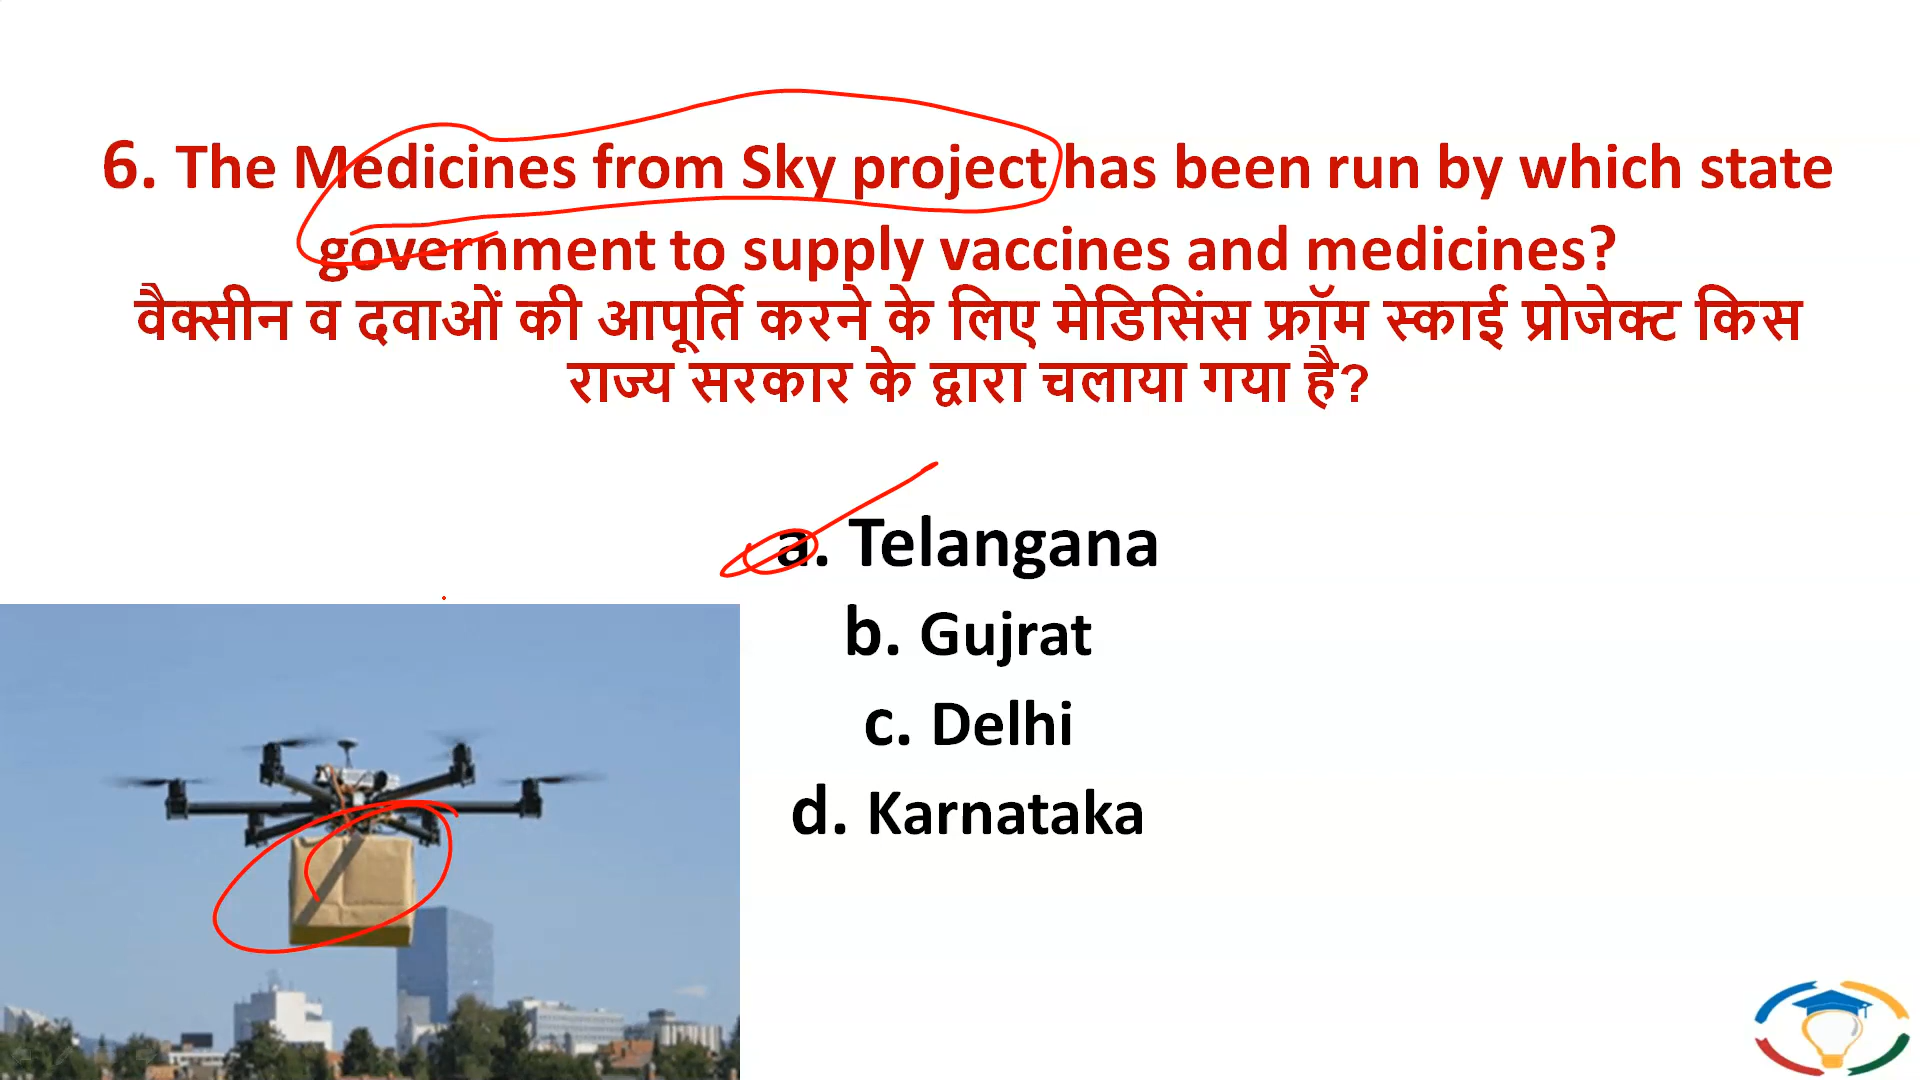 6. The Medicines from Sky project has been run by which state
government to supply vaccines and medicines?
वैक्सीन व दवाओं की आपूर्ति करने के लिए मेडिसिंस फ्रॉम स्काई प्रोजेक्ट किस
राज्य सरकार के द्वारा चलाया गया है?
a. Telangana
b. Gujrat
c. Delhi
d. Karnataka